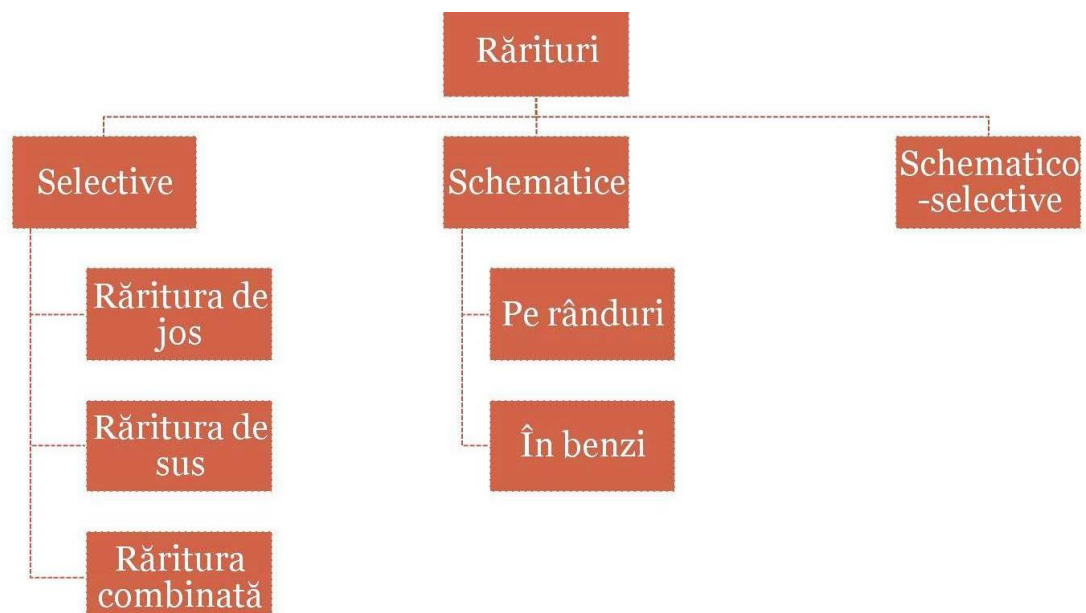 Rărituri
Selective
Schematice
Schematico
-selective
Răritura de
jos
Pe rânduri
Răritura de
sus
În benzi
Răritura
combinată